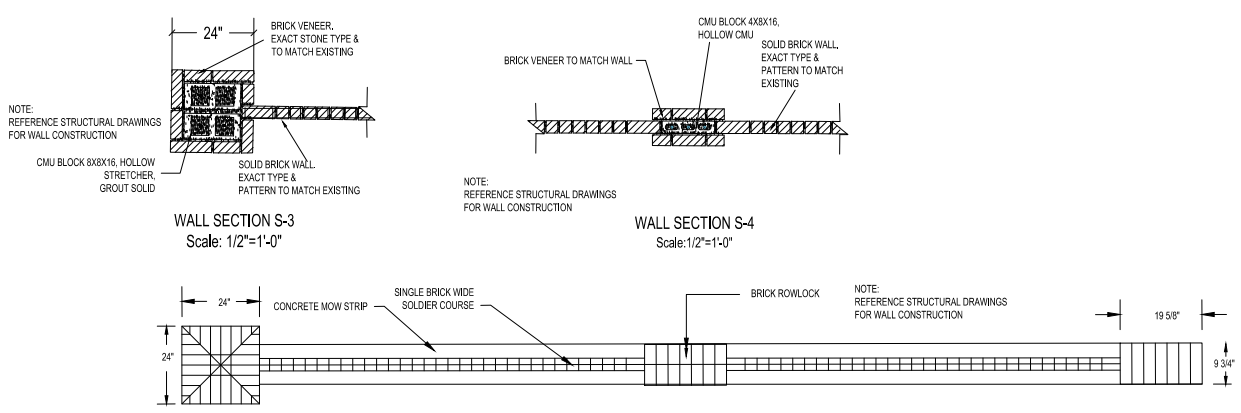 24"
BRICK VENEER.
EXACT STONE TYPE &
TO MATCH EXISTING
NOTE:
REFERENCE STRUCTURAL DRAWINGS
FOR WALL CONSTRUCTION
CMU BLOCK 8X8X16, HOLLOW
STRETCHER,
GROUT SOLID
SOLID BRICK WALL.
EXACT TYPE &
PATTERN TO MATCH EXISTING
WALL SECTION S-3
Scale: 1/2"=1'-0"
CMU BLOCK 4X8X16,
HOLLOW CMU
BRICK VENEER TO MATCH WALL
SOLID BRICK WALL.
EXACT TYPE &
PATTERN TO MATCH
EXISTING
NOTE:
REFERENCE STRUCTURAL DRAWINGS
FOR WALL CONSTRUCTION
WALL SECTION S-4
Scale:1/2"=1'-0"
24"
24"
CONCRETE MOW STRIP
SINGLE BRICK WIDE
SOLDIER COURSE
BRICK ROWLOCK
NOTE:
REFERENCE STRUCTURAL DRAWINGS
FOR WALL CONSTRUCTION
19 5/8"
9 3/4"